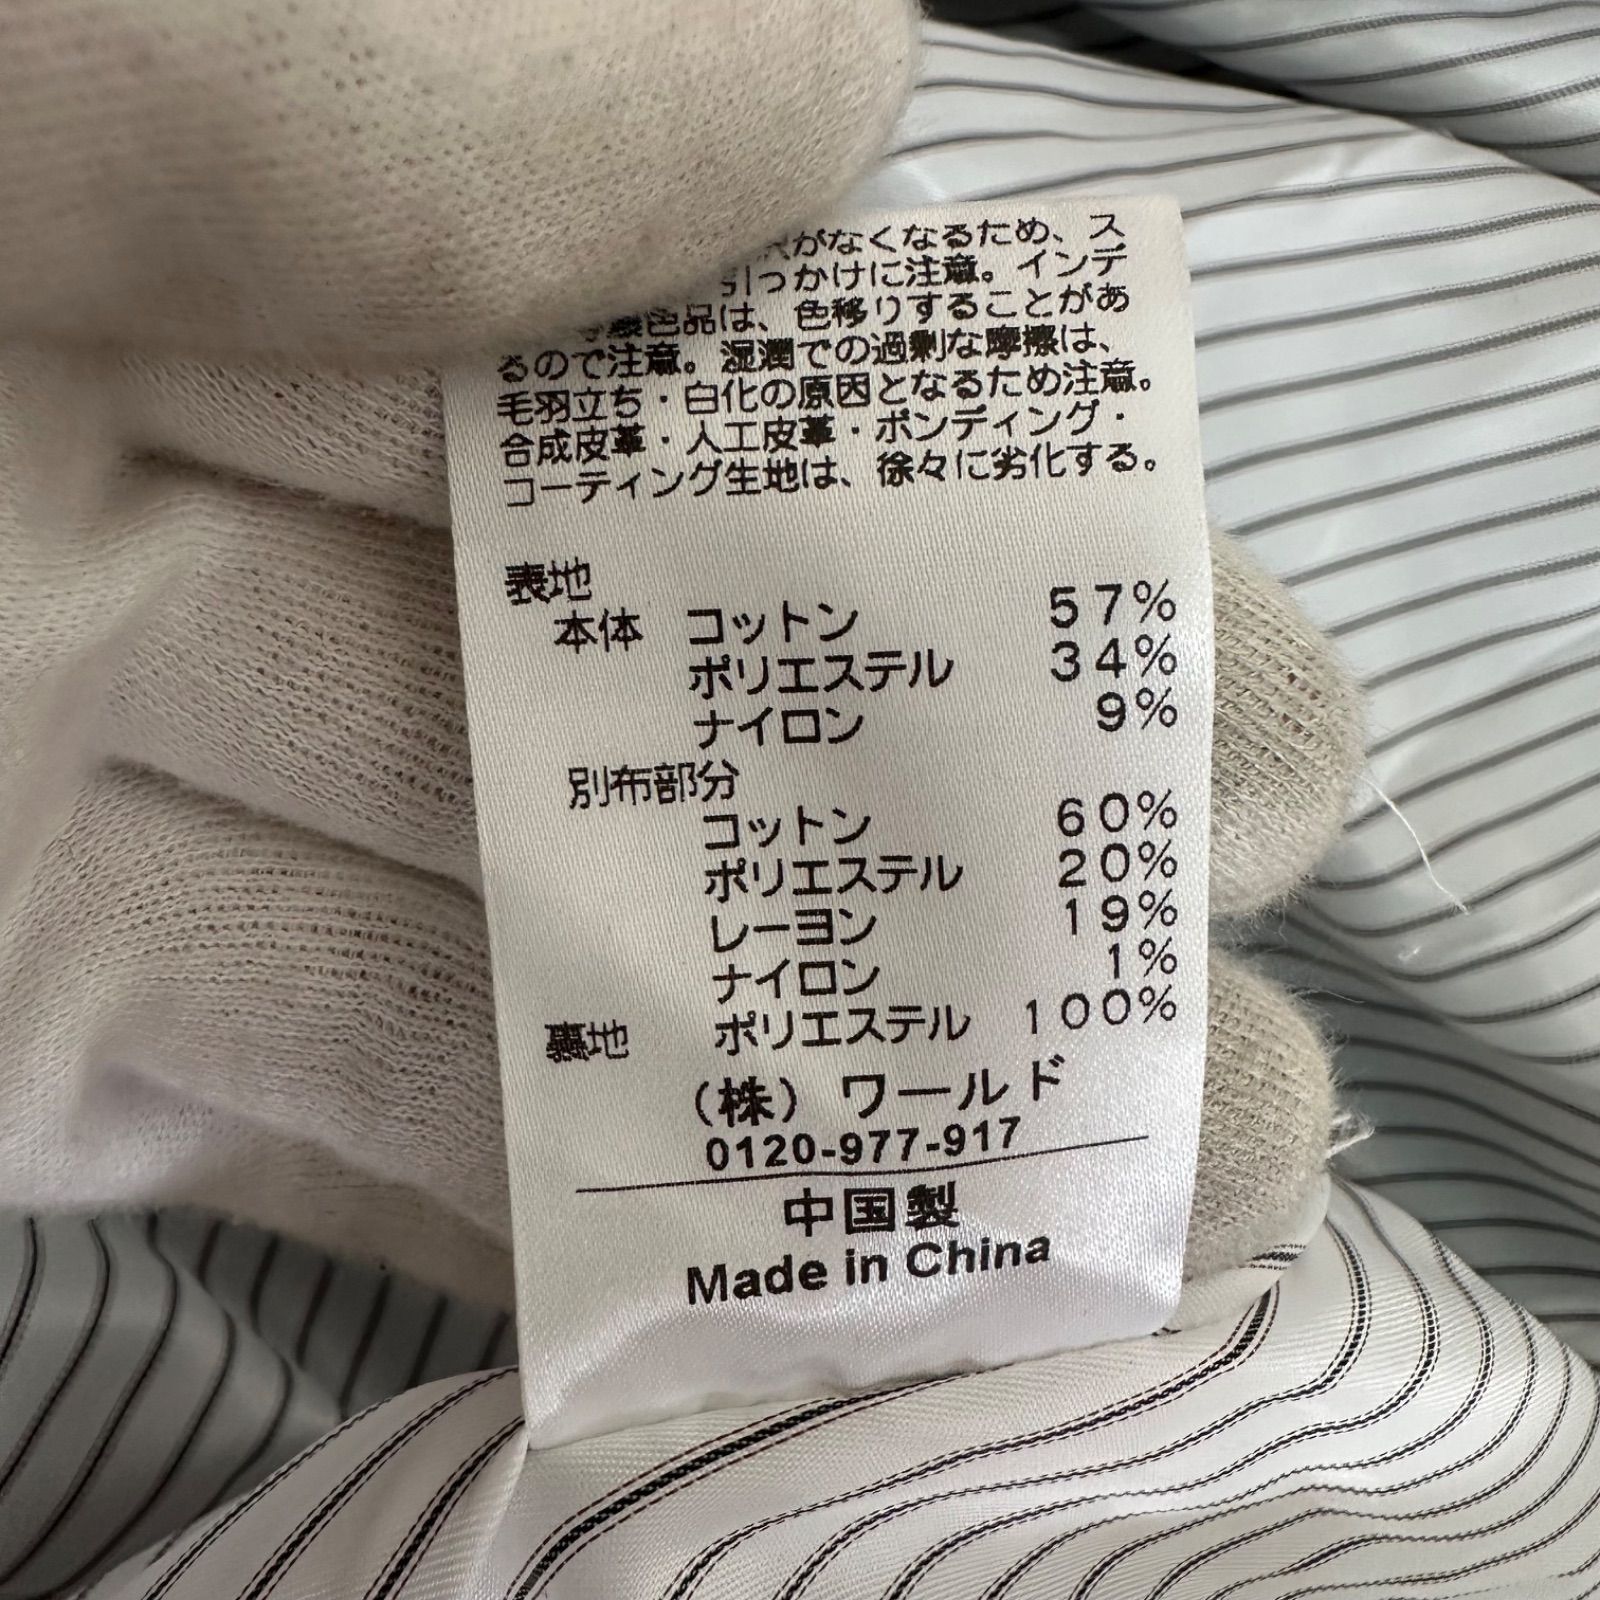 がなくなるため、ス
引っかけに注意。インデ
染色品は、色移りすることがあ
るので注意。湿潤での過剰な摩擦は、
毛羽立ち・白化の原因となるため注意。
合成皮革・人工皮革・ボンディング・
コーティング生地は、徐々に劣化する。
表地
本体 コットン 57%
ポリエステル 34%
ナイロン 9%
別布部分
コットン 60%
ポリエステル 20%
レーヨン 19%
ナイロン 1%
裏地 ポリエステル 100%
(株) ワールド
0120-977-917
中国製
Made in China